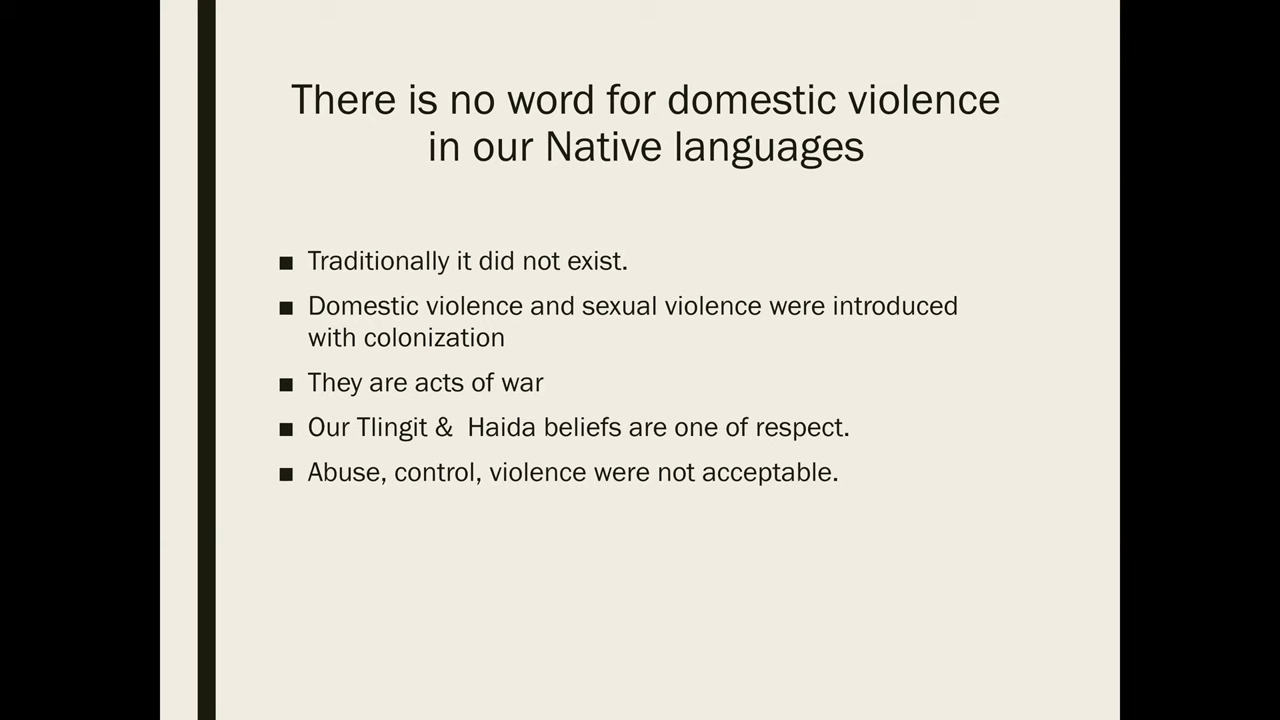 There is no word for domestic violence
in our Native languages
■ Traditionally it did not exist.
■ Domestic violence and sexual violence were introduced
with colonization
■ They are acts of war
■ Our Tlingit &  Haida beliefs are one of respect.
■ Abuse, control, violence were not acceptable.